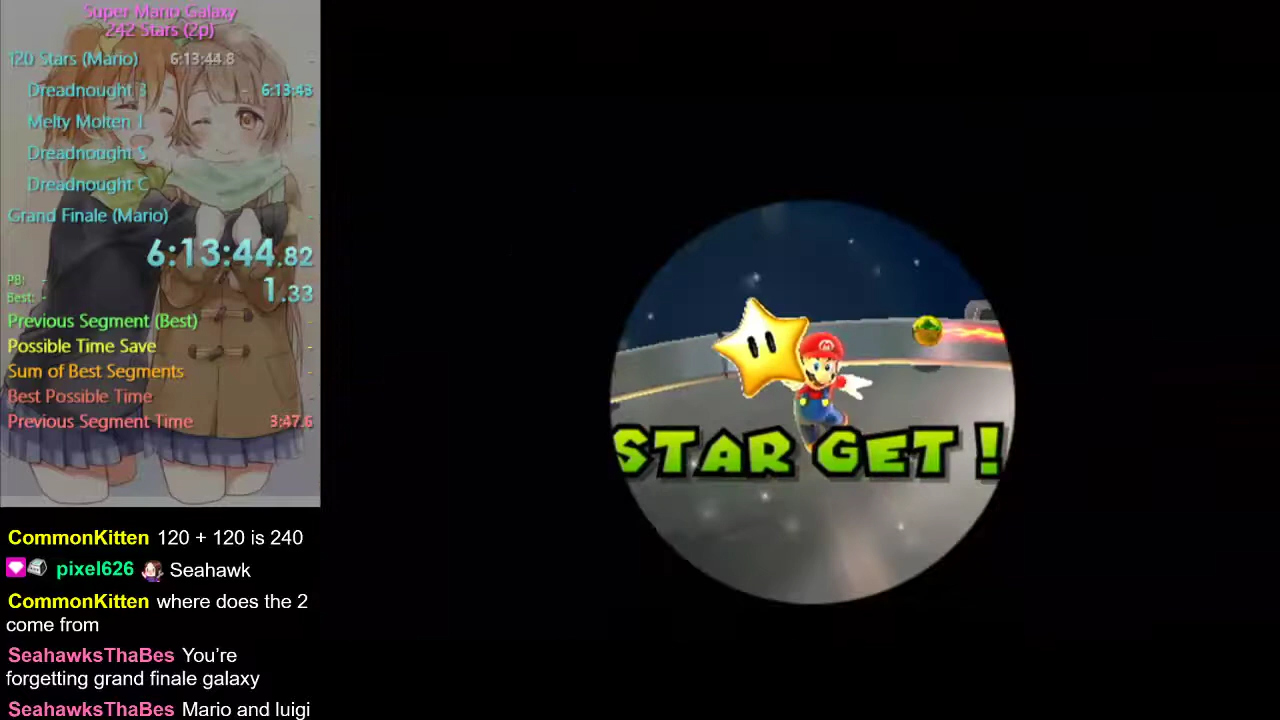 Super Mario Galaxy
242 Stars (2p)
120 Stars (Mario) 6:13:44.8 -
Dreadnought 3 - 6:13:43
Melty Molten 1 -
Dreadnought S -
Dreadnought C -
Grand Finale (Mario) -
6:13:44.82
PB: - 1.33
Best: -
Previous Segment (Best) -
Possible Time Save -
Sum of Best Segments -
Best Possible Time -
Previous Segment Time 3:47.6
STAR GET !
CommonKitten 120 + 120 is 240
pixel626 Seahawk
CommonKitten where does the 2
come from
SeahawksThaBes You’re
forgetting grand finale galaxy
SeahawksThaBes Mario and luigi